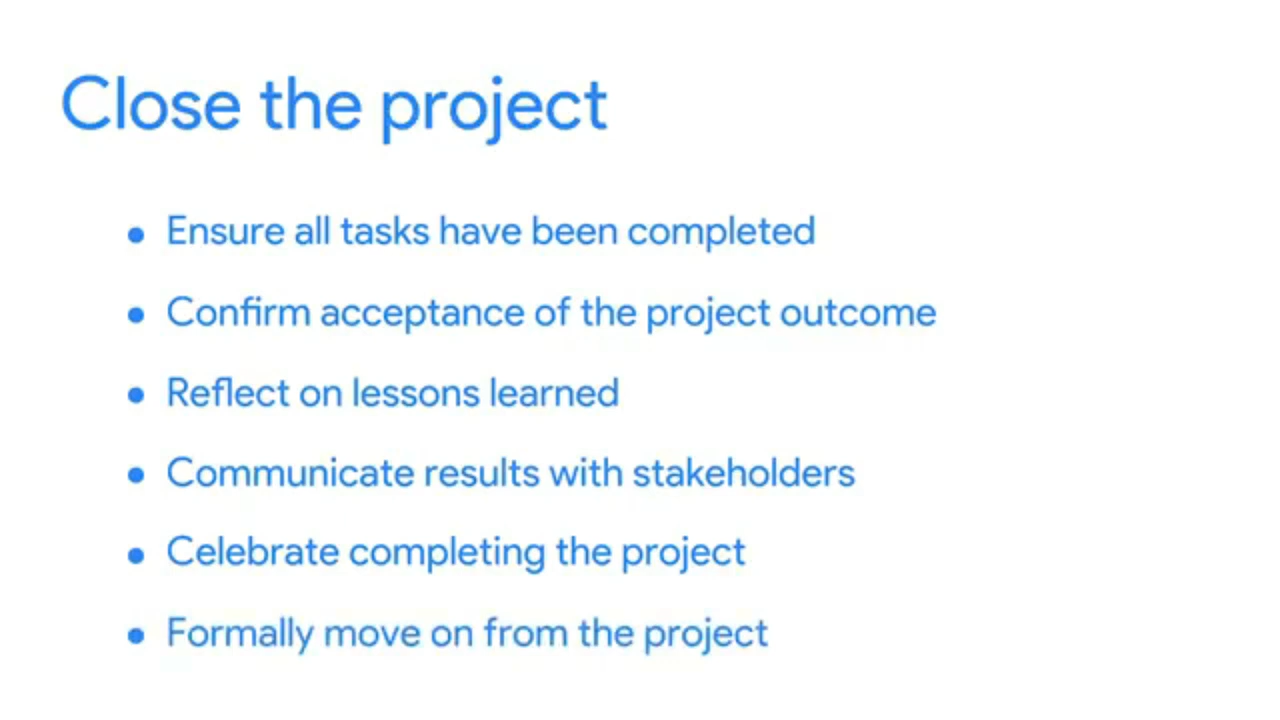 Close the project
• Ensure all tasks have been completed
• Confirm acceptance of the project outcome
• Reflect on lessons learned
• Communicate results with stakeholders
• Celebrate completing the project
• Formally move on from the project